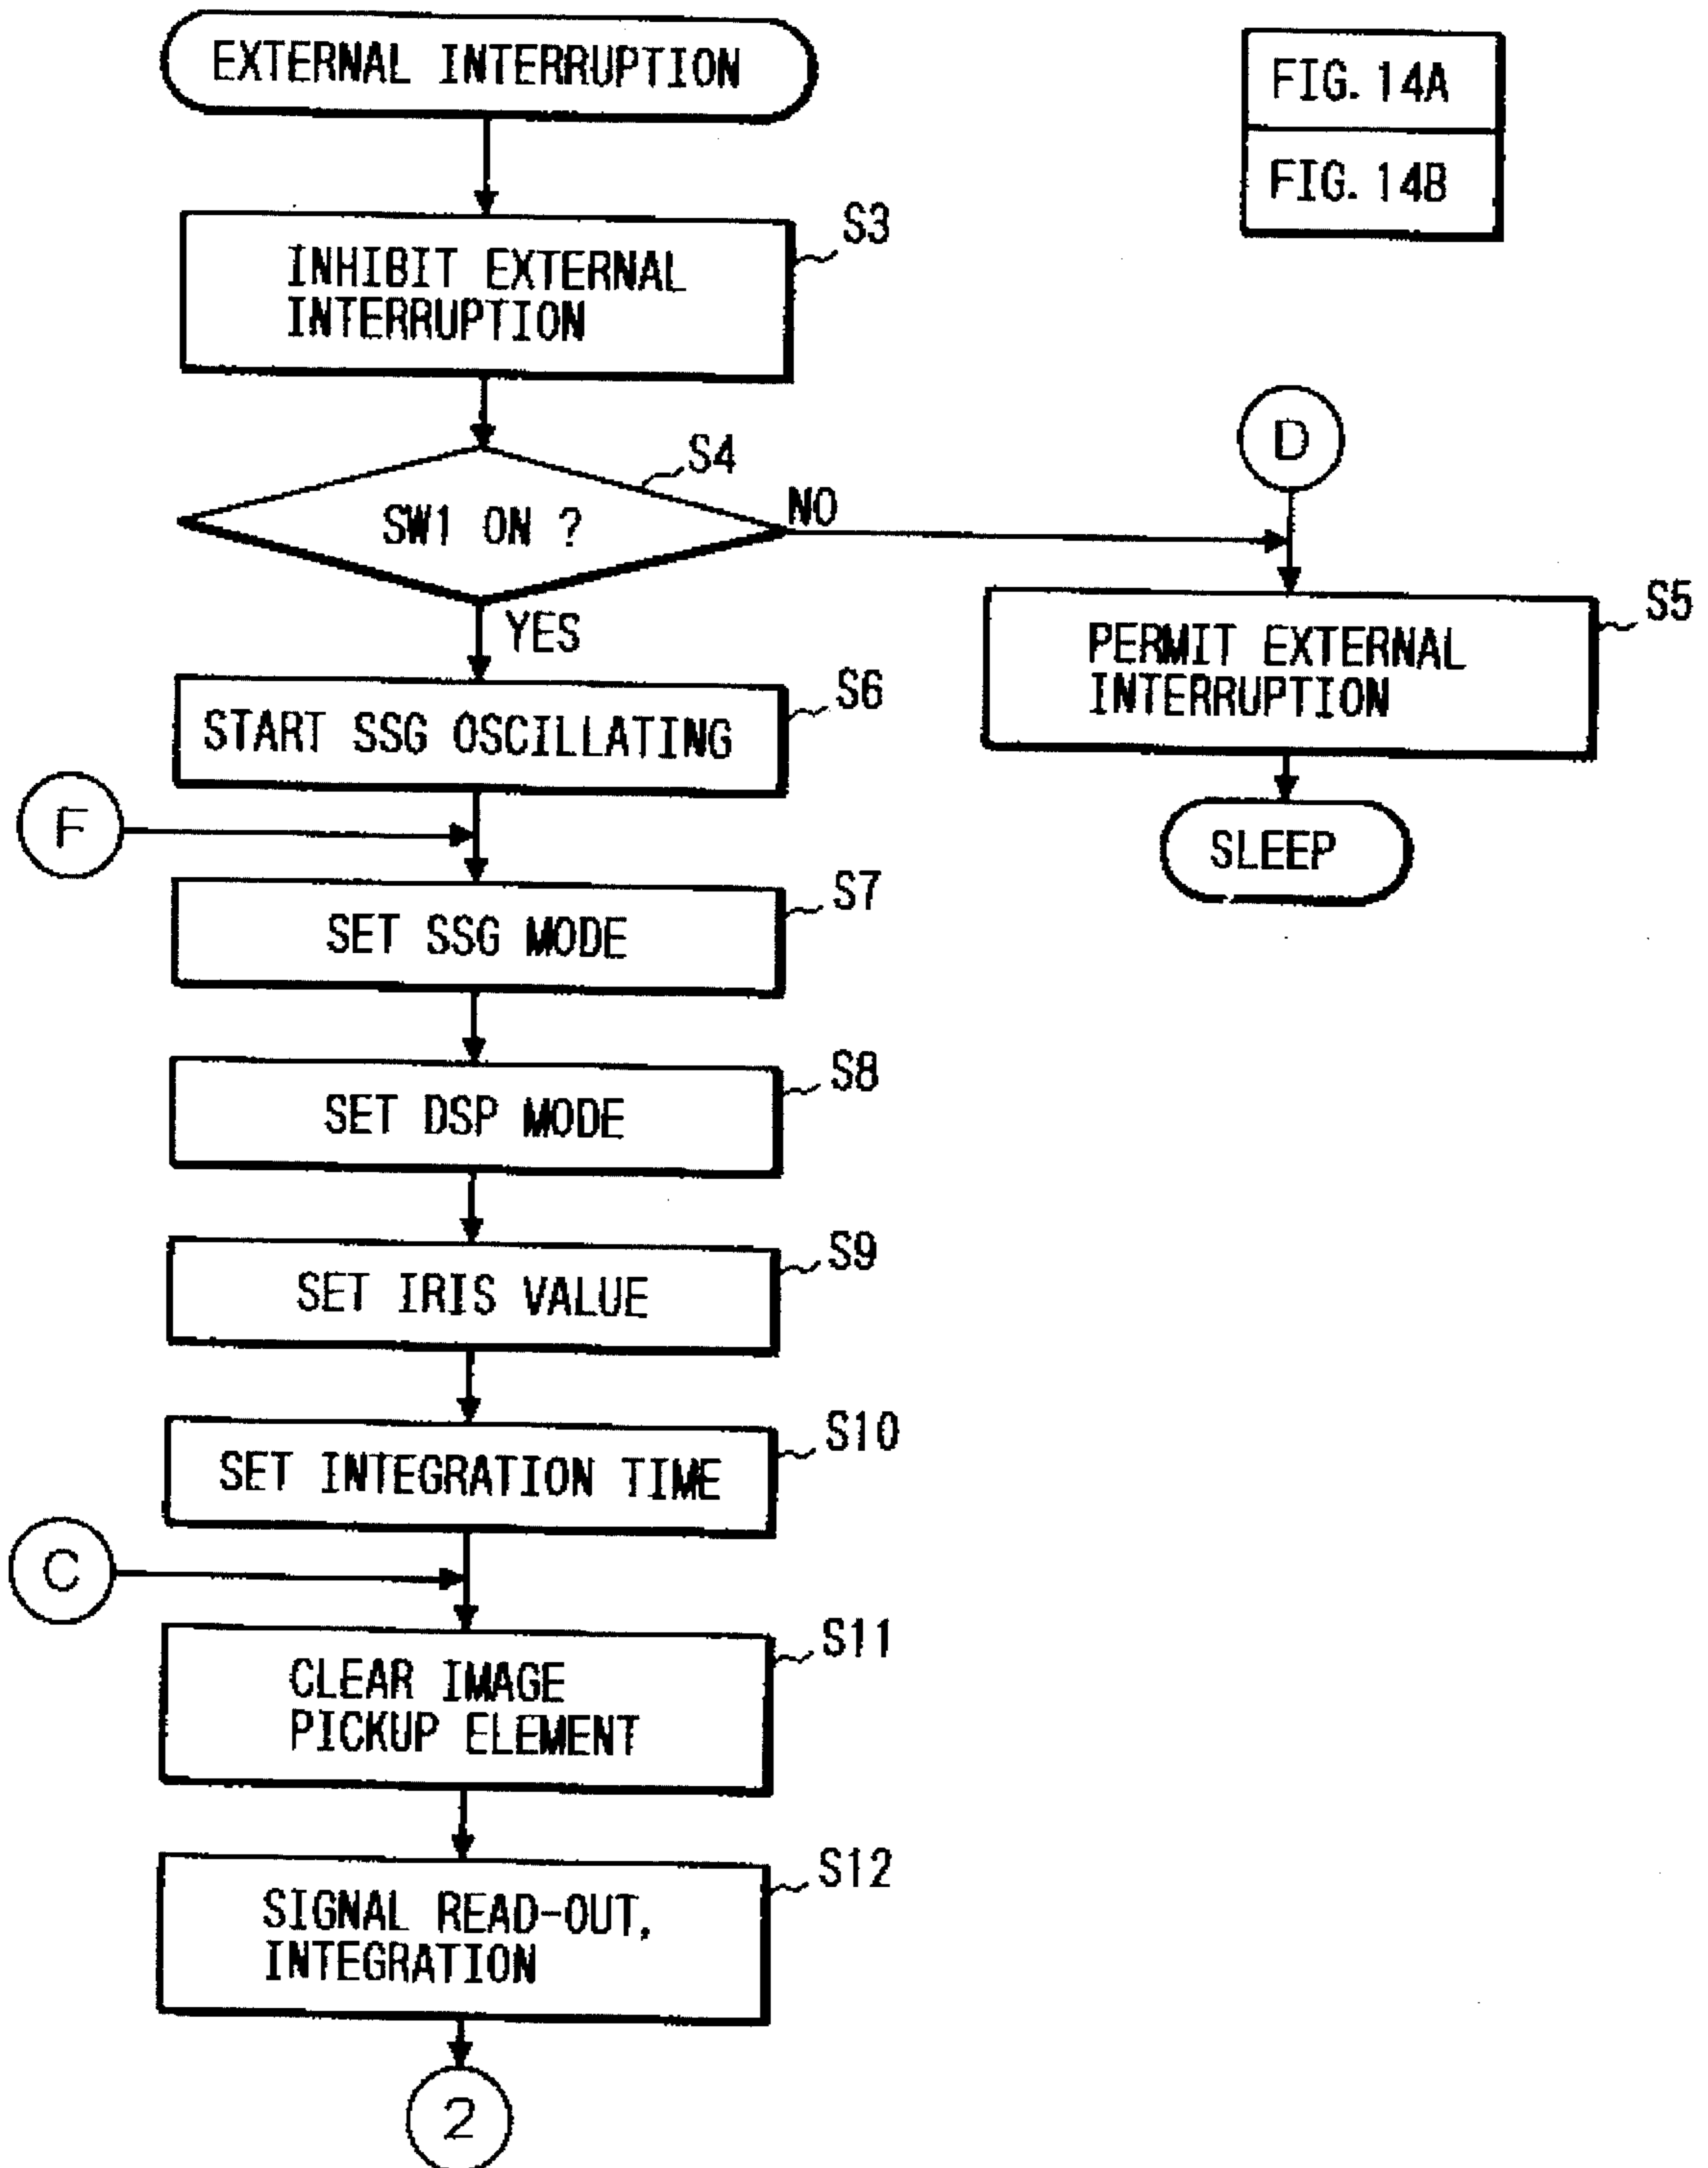 EXTERNAL INTERRUPTION
FIG. 14A
FIG. 14B
S3
INHIBIT EXTERNAL
INTERRUPTION
S4
SW1 ON ?
NO
YES
D
S5
PERMIT EXTERNAL
INTERRUPTION
SLEEP
S6
START SSG OSCILLATING
F
S7
SET SSG MODE
S8
SET DSP MODE
S9
SET IRIS VALUE
S10
SET INTEGRATION TIME
C
S11
CLEAR IMAGE
PICKUP ELEMENT
S12
SIGNAL READ-OUT,
INTEGRATION
2